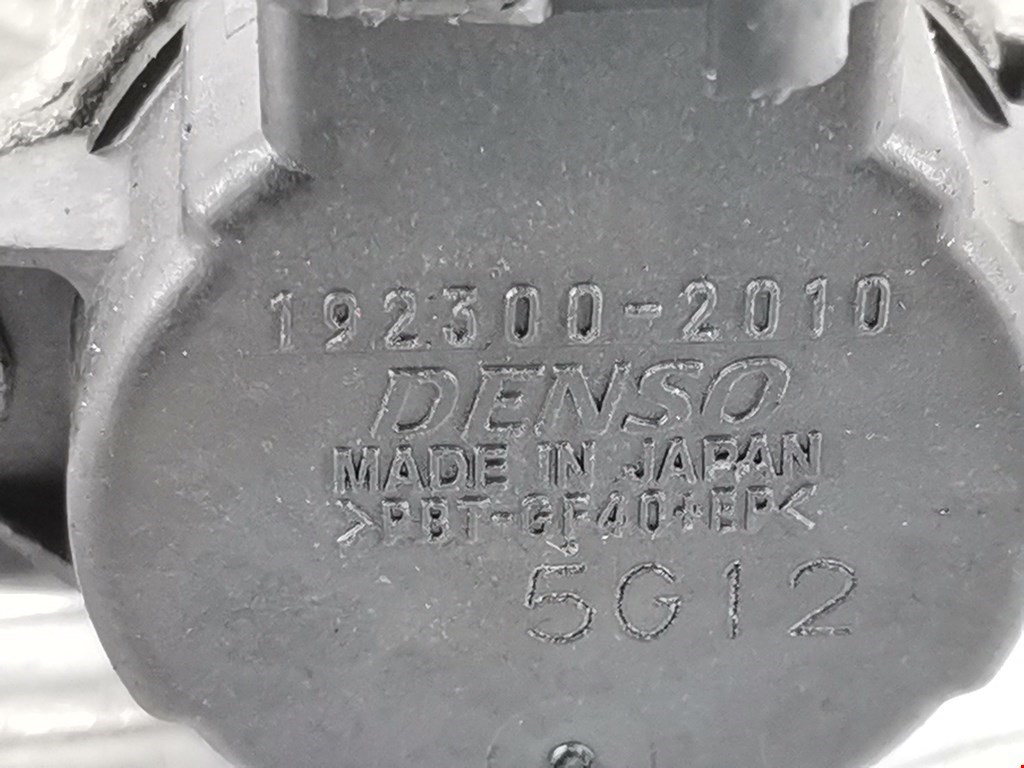 192300-2010
DENSO
MADE IN JAPAN
>PBT-GF40+EP<
5G12